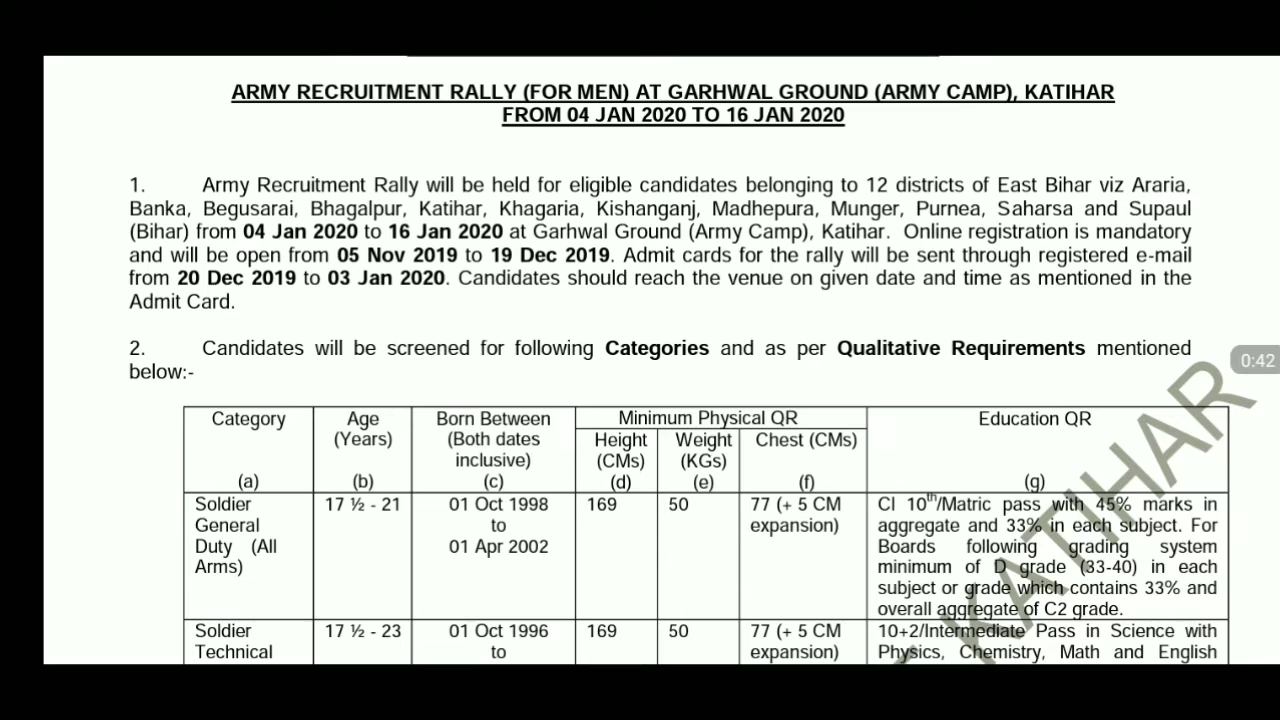 ARMY RECRUITMENT RALLY (FOR MEN) AT GARHWAL GROUND (ARMY CAMP), KATIHAR
FROM 04 JAN 2020 TO 16 JAN 2020
1. Army Recruitment Rally will be held for eligible candidates belonging to 12 districts of East Bihar viz Araria,
Banka, Begusarai, Bhagalpur, Katihar, Khagaria, Kishanganj, Madhepura, Munger, Purnea, Saharsa and Supaul
(Bihar) from 04 Jan 2020 to 16 Jan 2020 at Garhwal Ground (Army Camp), Katihar. Online registration is mandatory
and will be open from 05 Nov 2019 to 19 Dec 2019. Admit cards for the rally will be sent through registered e-mail
from 20 Dec 2019 to 03 Jan 2020. Candidates should reach the venue on given date and time as mentioned in the
Admit Card.
2. Candidates will be screened for following Categories and as per Qualitative Requirements mentioned
below:-
0:42
Category
(a)
Age
(Years)
(b)
Born Between
(Both dates
inclusive)
(c)
Minimum Physical QR
Height
(CMs)
(d)
Weight
(KGs)
(e)
Chest (CMs)
(f)
Education QR
(g)
Soldier
General
Duty (All
Arms)
17 ½ - 21
01 Oct 1998
to
01 Apr 2002
169
50
77 (+ 5 CM
expansion)
Cl 10th/Matric pass with 45% marks in
aggregate and 33% in each subject. For
Boards following grading system
minimum of D grade (33-40) in each
subject or grade which contains 33% and
overall aggregate of C2 grade.
Soldier
Technical
17 ½ - 23
01 Oct 1996
to
169
50
77 (+ 5 CM
expansion)
10+2/Intermediate Pass in Science with
Physics, Chemistry, Math and English
KATIHAR